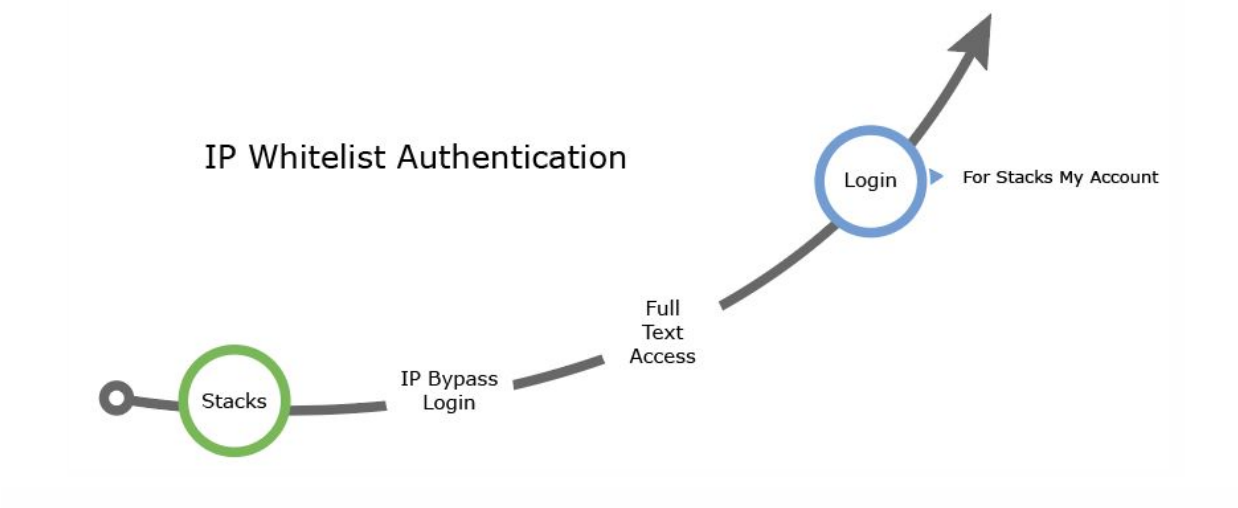 IP Whitelist Authentication
Login
For Stacks My Account
Full
Text
Access
IP Bypass
Login
Stacks